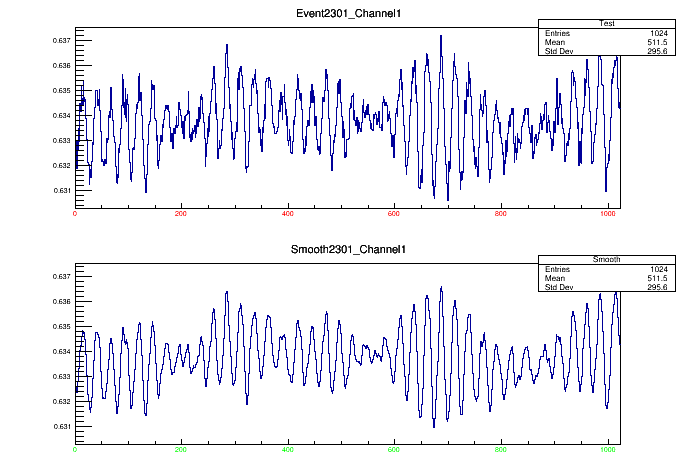 Event2301_Channel1
Test
Entries 1024
Mean 511.5
Std Dev 295.6
0.637
0.636
0.635
0.634
0.633
0.632
0.631
0 200 400 600 800 1000
Smooth2301_Channel1
Smooth
Entries 1024
Mean 511.5
Std Dev 295.6
0.637
0.636
0.635
0.634
0.633
0.632
0.631
0 200 400 600 800 1000